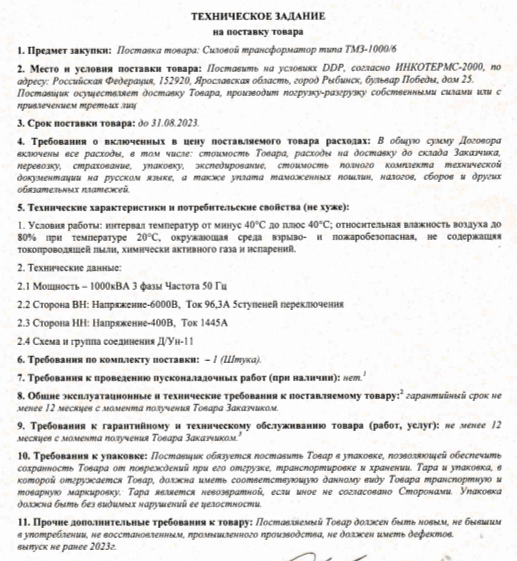 ТЕХНИЧЕСКОЕ ЗАДАНИЕ
на поставку товара
1. Предмет закупки: Поставка товара: Силовой трансформатор типа ТМЗ-1000/6
2. Место и условия поставки товара: Поставить на условиях DDP, согласно ИНКОТЕРМС-2000, по
адресу: Российская Федерация, 152920, Ярославская область, город Рыбинск, бульвар Победы, дом 25.
Поставщик осуществляет доставку Товара, производит погрузку-разгрузку собственными силами или с
привлечением третьих лиц
3. Срок поставки товара: до 31.08.2023.
4. Требования о включенных в цену поставляемого товара расходах: В общую сумму Договора
включены все расходы, в том числе: стоимость Товара, расходы на доставку до склада Заказчика,
перевозку, страхование, упаковку, экспедирование, стоимость полного комплекта технической
документации на русском языке, а также уплата таможенных пошлин, налогов, сборов и других
обязательных платежей.
5. Технические характеристики и потребительские свойства (не хуже):
1. Условия работы: интервал температур от минус 40°С до плюс 40°С; относительная влажность воздуха до
80% при температуре 20°С, окружающая среда взрыво- и пожаробезопасная, не содержащая
токопроводящей пыли, химически активного газа и испарений.
2. Технические данные:
2.1 Мощность – 1000кВА 3 фазы Частота 50 Гц
2.2 Сторона ВН: Напряжение-6000В, Ток 96,3А 5ступеней переключения
2.3 Сторона НН: Напряжение-400В, Ток 1445А
2.4 Схема и группа соединения Д/Ун-11
6. Требования по комплекту поставки: – 1 (Штука).
7. Требования к проведению пусконаладочных работ (при наличии): нет.¹
8. Общие эксплуатационные и технические требования к поставляемому товару:² гарантийный срок не
менее 12 месяцев с момента получения Товара Заказчиком.
9. Требования к гарантийному и техническому обслуживанию товара (работ, услуг): не менее 12
месяцев с момента получения Товара Заказчиком.³
10. Требования к упаковке: Поставщик обязуется поставить Товар в упаковке, позволяющей обеспечить
сохранность Товара от повреждений при его отгрузке, транспортировке и хранении. Тара и упаковка, в
которой отгружается Товар, должна иметь соответствующую данному виду Товара транспортную и
товарную маркировку. Тара является невозвратной, если иное не согласовано Сторонами. Упаковка
должна быть без видимых нарушений ее целостности.
11. Прочие дополнительные требования к товару: Поставляемый Товар должен быть новым, не бывшим
в употреблении, не восстановленным, промышленного производства, не должен иметь дефектов.
выпуск не ранее 2023г.